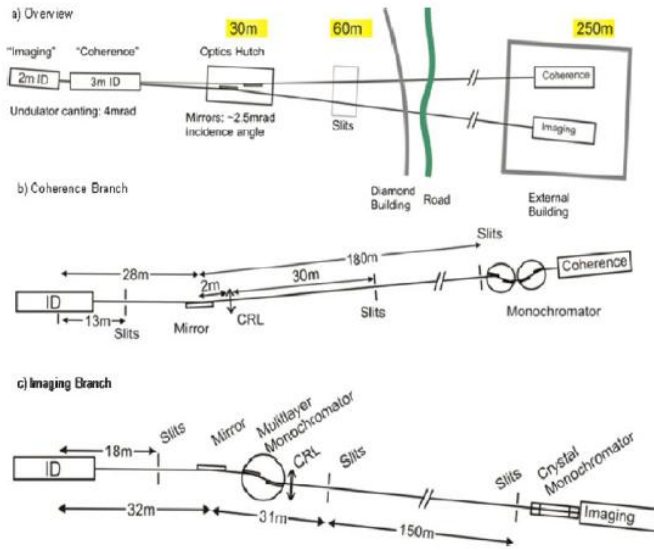 a) Overview
30m
60m
250m
"Imaging" "Coherence"
Optics Hutch
2m ID
3m ID
Coherence
Undulator canting: 4mrad
Mirrors: ~2.5mrad
incidence angle
Slits
Imaging
Diamond
Building
Road
External
Building
b) Coherence Branch
Slits
180m
28m
30m
2m
Coherence
ID
13m
Slits
Mirror
CRL
Slits
Monochromator
c) Imaging Branch
Slits
Mirror
Mulitlayer
Monochromator
CRL
Slits
Slits
Crystal
Monochromator
18m
ID
Imaging
32m
31m
150m